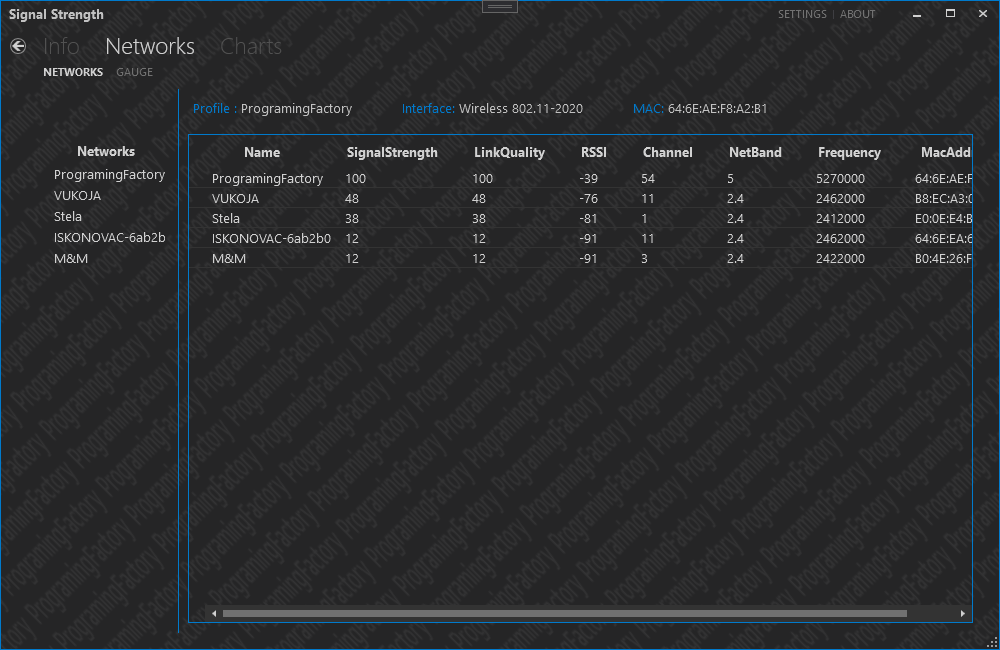 Signal Strength
SETTINGS | ABOUT
Info Networks Charts
NETWORKS GAUGE
Profile : ProgramingFactory Interface: Wireless 802.11-2020 MAC: 64:6E:AE:F8:A2:B1
Networks
ProgramingFactory
VUKOJA
Stela
ISKONOVAC-6ab2b
M&M
Name SignalStrength LinkQuality RSSI Channel NetBand Frequency MacAdd
ProgramingFactory 100 100 -39 54 5 5270000 64:6E:AE:F
VUKOJA 48 48 -76 11 2.4 2462000 B8:EC:A3:0
Stela 38 38 -81 1 2.4 2412000 E0:0E:E4:B
ISKONOVAC-6ab2b0 12 12 -91 11 2.4 2462000 64:6E:EA:6
M&M 12 12 -91 3 2.4 2422000 B0:4E:26:F